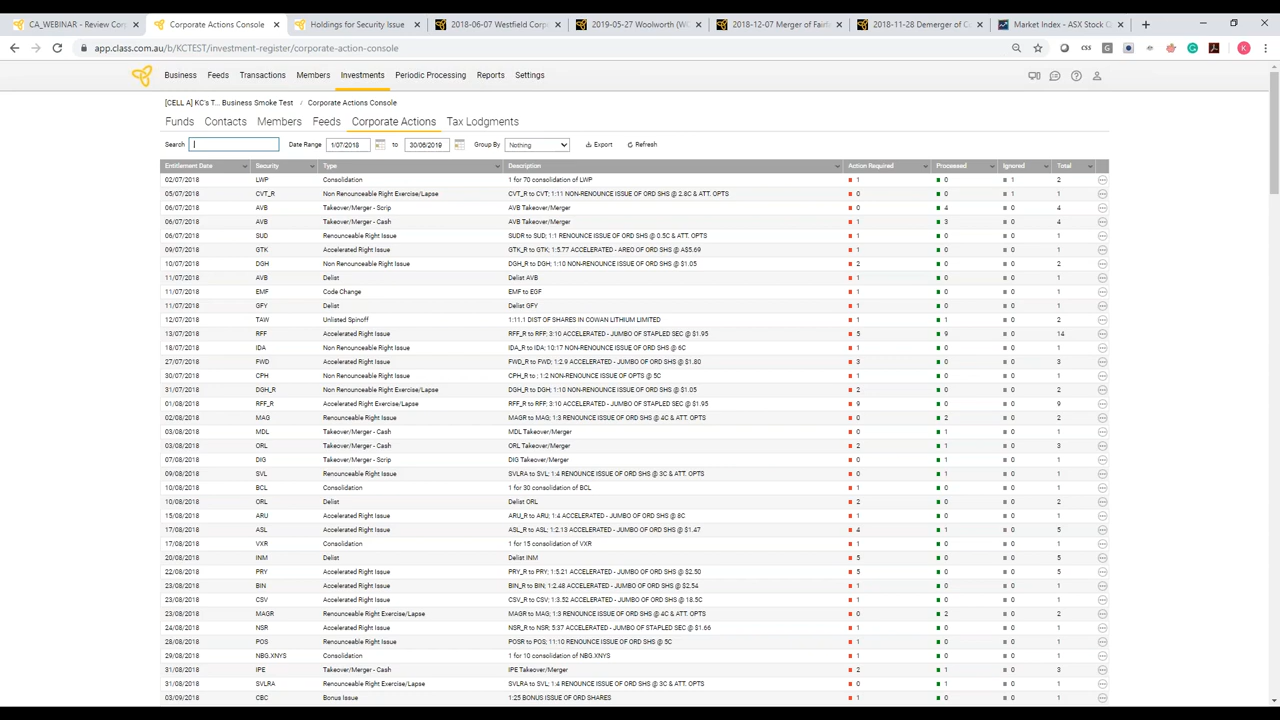 CA_WEBINAR - Review Corp Corporate Actions Console Holdings for Security Issue 2018-06-07 Westfield Corp 2019-05-27 Woolworth (WO 2018-12-07 Merger of Fairf 2018-11-28 Demerger of C Market Index - ASX Stock
app.class.com.au/b/KCTEST/investment-register/corporate-action-console
Business Feeds Transactions Members Investments Periodic Processing Reports Settings
[CELL A] KC's T... Business Smoke Test / Corporate Actions Console
Funds Contacts Members Feeds Corporate Actions Tax Lodgments
Search Date Range 1/07/2018 to 30/06/2019 Group By Nothing Export Refresh
Entitlement Date Security Type Description Action Required Processed Ignored Total
02/07/2018 LWP Consolidation 1 for 70 consolidation of LWP 1 0 1 2
05/07/2018 CVT_R Non Renounceable Right Exercise/Lapse CVT_R to CVT; 1:11 NON-RENOUNCE ISSUE OF ORD SHS @ 2.8C & ATT. OPTS 0 0 1 1
06/07/2018 AVB Takeover/Merger - Scrip AVB Takeover/Merger 0 4 0 4
06/07/2018 AVB Takeover/Merger - Cash AVB Takeover/Merger 1 3 0 4
06/07/2018 SUD Renounceable Right Issue SUDR to SUD; 1:1 RENOUNCE ISSUE OF ORD SHS @ 0.5C & ATT. OPTS 1 0 0 1
09/07/2018 GTK Accelerated Right Issue GTK_R to GTK; 1:5.77 ACCELERATED - AREO OF SHS @ A$5.69 1 0 0 1
10/07/2018 DGH Non Renounceable Right Issue DGH_R to DGH; 1:10 NON-RENOUNCE ISSUE OF ORD SHS @ $1.05 2 0 0 2
11/07/2018 AVB Delist Delist AVB 1 0 0 1
11/07/2018 EMF Code Change EMF to EGF 1 0 0 1
11/07/2018 GFY Delist Delist GFY 1 0 0 1
12/07/2018 TAW Unlisted Spinoff 1:11.1 DIST OF SHARES IN COWAN LITHIUM LIMITED 1 1 0 2
13/07/2018 RFF Accelerated Right Issue RFF_R to RFF; 3:10 ACCELERATED - JUMBO OF STAPLED SEC @ $1.95 5 9 0 14
18/07/2018 IDA Non Renounceable Right Issue IDA_R to IDA; 10:17 NON-RENOUNCE ISSUE OF ORD SHS @ 6C 1 0 0 1
27/07/2018 FWD Accelerated Right Issue FWD_R to FWD; 1:2.9 ACCELERATED - JUMBO OF ORD SHS @ $1.80 3 0 0 3
30/07/2018 CPH Non Renounceable Right Issue CPH_R to ; 1:2 NON-RENOUNCE ISSUE OF OPTS @ 5C 1 0 0 1
31/07/2018 DGH_R Non Renounceable Right Exercise/Lapse DGH_R to DGH; 1:10 NON-RENOUNCE ISSUE OF ORD SHS @ $1.05 2 0 0 2
01/08/2018 RFF_R Accelerated Right Exercise/Lapse RFF_R to RFF; 3:10 ACCELERATED - JUMBO OF STAPLED SEC @ $1.95 9 0 0 9
02/08/2018 MAG Renounceable Right Issue MAGR to MAG; 1:3 RENOUNCE ISSUE OF ORD SHS @ 4C & ATT. OPTS 0 2 0 2
03/08/2018 MDL Takeover/Merger - Cash MDL Takeover/Merger 0 1 0 1
03/08/2018 ORL Takeover/Merger - Cash ORL Takeover/Merger 2 1 0 3
07/08/2018 DIG Takeover/Merger - Scrip DIG Takeover/Merger 0 1 0 1
09/08/2018 SVL Renounceable Right Issue SVLRA to SVL; 1:4 RENOUNCE ISSUE OF ORD SHS @ 3C & ATT. OPTS 0 1 0 1
10/08/2018 BCL Consolidation 1 for 30 consolidation of BCL 1 0 0 1
10/08/2018 ORL Delist Delist ORL 2 0 0 2
15/08/2018 ARU Accelerated Right Issue ARU_R to ARU; 1:4 ACCELERATED - JUMBO OF ORD SHS @ 8C 1 0 0 1
17/08/2018 ASL Accelerated Right Issue ASL_R to ASL; 1:2.13 ACCELERATED - JUMBO OF ORD SHS @ $1.47 4 1 0 5
17/08/2018 VXR Consolidation 1 for 15 consolidation of VXR 1 0 0 1
20/08/2018 INM Delist Delist INM 5 0 0 5
22/08/2018 PRY Accelerated Right Issue PRY_R to PRY; 1:5.21 ACCELERATED - JUMBO OF ORD SHS @ $2.50 5 0 0 5
23/08/2018 BIN Accelerated Right Issue BIN_R to BIN; 1:2.48 ACCELERATED - JUMBO OF ORD SHS @ $2.54 1 0 0 1
23/08/2018 CSV Accelerated Right Issue CSV_R to CSV; 1:3.52 ACCELERATED - JUMBO OF ORD SHS @ 18.5C 1 0 0 1
23/08/2018 MAGR Renounceable Right Exercise/Lapse MAGR to MAG; 1:3 RENOUNCE ISSUE OF ORD SHS @ 4C & ATT. OPTS 0 2 0 2
24/08/2018 NSR Accelerated Right Issue NSR_R to NSR; 5:37 ACCELERATED - JUMBO OF STAPLED SEC @ $1.66 1 0 0 1
28/08/2018 POS Renounceable Right Issue POSR to POS; 11:10 RENOUNCE ISSUE OF ORD SHS @ 5C 1 0 0 1
29/08/2018 NBG.XNYS Consolidation 1 for 10 consolidation of NBG.XNYS 1 0 0 1
31/08/2018 IPE Takeover/Merger - Cash IPE Takeover/Merger 2 1 0 3
31/08/2018 SVLRA Renounceable Right Exercise/Lapse SVLRA to SVL; 1:4 RENOUNCE ISSUE OF ORD SHS @ 3C & ATT. OPTS 0 1 0 1
03/09/2018 CBC Bonus Issue 1:25 BONUS ISSUE OF ORD SHARES 1 0 0 1